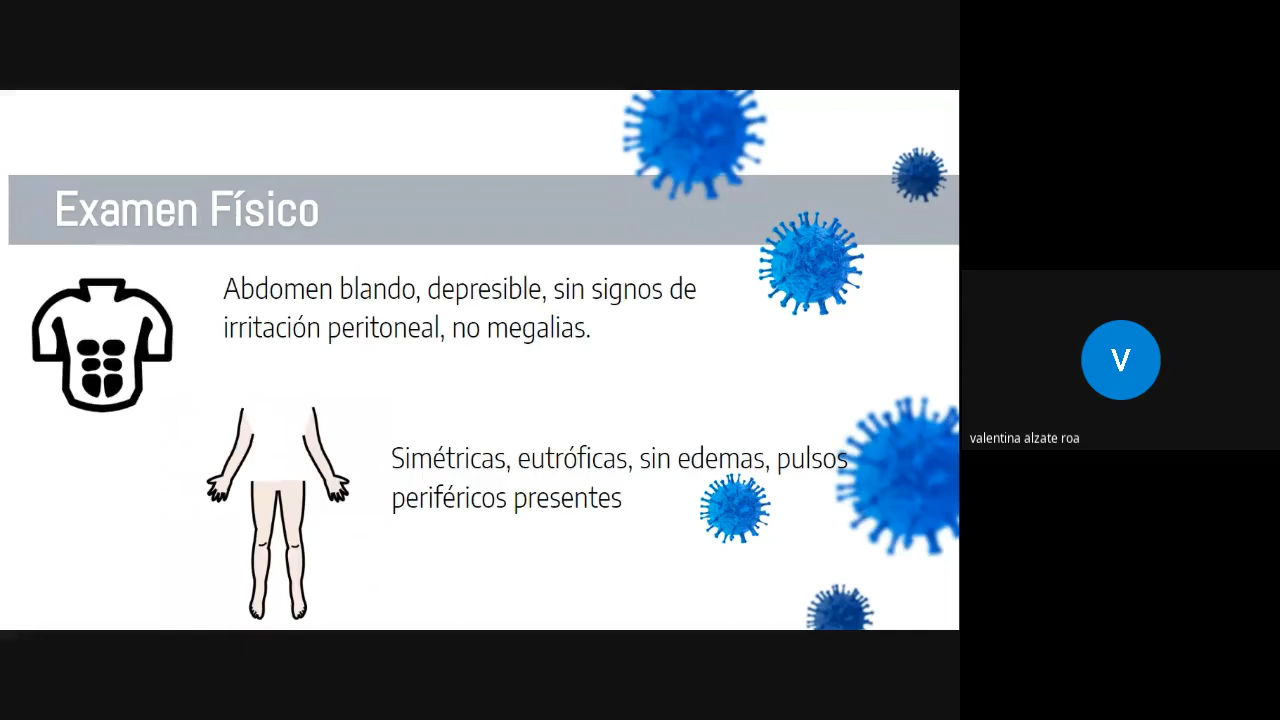 Examen Físico
Abdomen blando, depresible, sin signos de
irritación peritoneal, no megalias.
Simétricas, eutróficas, sin edemas, pulsos
periféricos presentes
V
valentina alzate roa